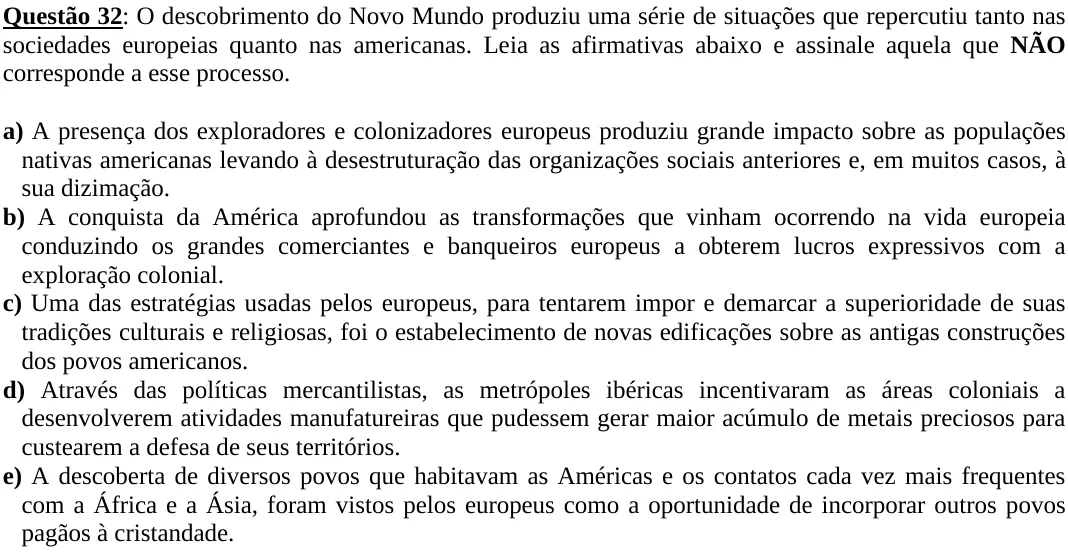 Questão 32: O descobrimento do Novo Mundo produziu uma série de situações que repercutiu tanto nas
sociedades europeias quanto nas americanas. Leia as afirmativas abaixo e assinale aquela que NÃO
corresponde a esse processo.
a) A presença dos exploradores e colonizadores europeus produziu grande impacto sobre as populações
nativas americanas levando à desestruturação das organizações sociais anteriores e, em muitos casos, à
sua dizimação.
b) A conquista da América aprofundou as transformações que vinham ocorrendo na vida europeia
conduzindo os grandes comerciantes e banqueiros europeus a obterem lucros expressivos com a
exploração colonial.
c) Uma das estratégias usadas pelos europeus, para tentarem impor e demarcar a superioridade de suas
tradições culturais e religiosas, foi o estabelecimento de novas edificações sobre as antigas construções
dos povos americanos.
d) Através das políticas mercantilistas, as metrópoles ibéricas incentivaram as áreas coloniais a
desenvolverem atividades manufatureiras que pudessem gerar maior acúmulo de metais preciosos para
custearem a defesa de seus territórios.
e) A descoberta de diversos povos que habitavam as Américas e os contatos cada vez mais frequentes
com a África e a Ásia, foram vistos pelos europeus como a oportunidade de incorporar outros povos
pagãos à cristandade.